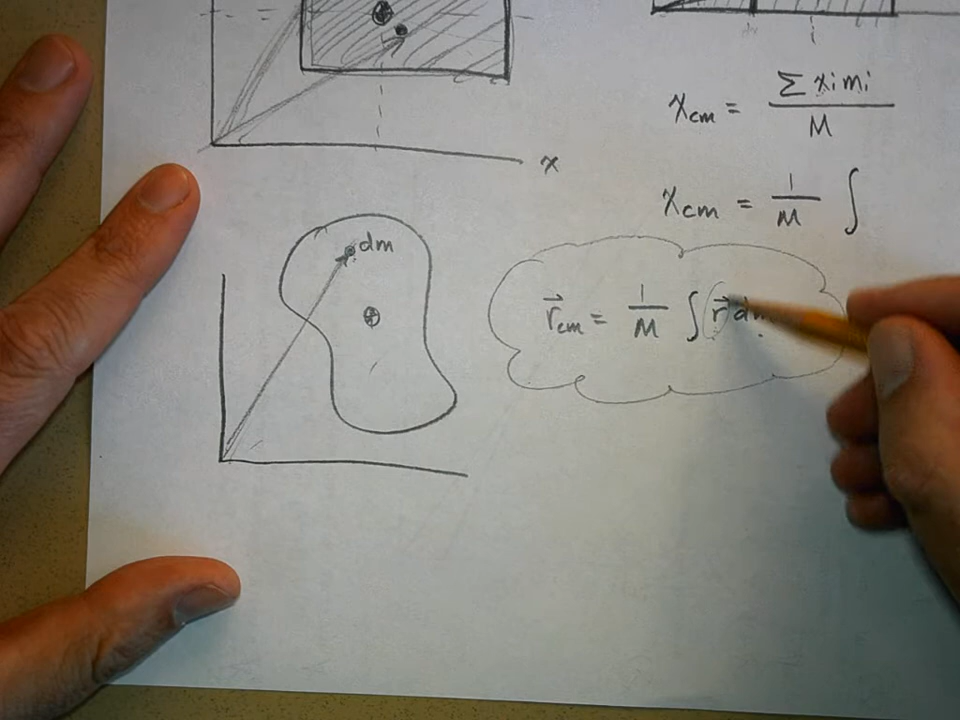 x
x_cm = Σ x_i m_i / M
x_cm = 1/M ∫
dm
r⃗_cm = 1/M ∫ r⃗ dm